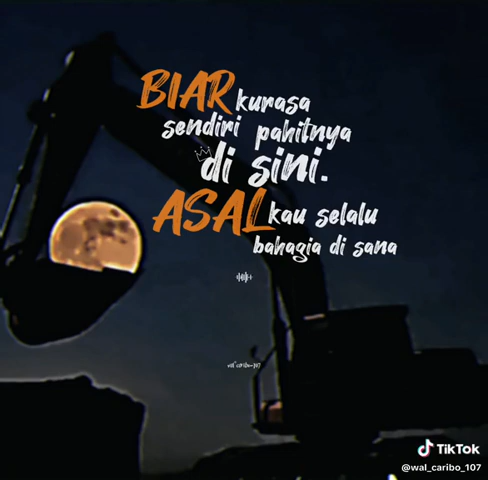 BIAR kurasa
sendiri pahitnya
di sini.
ASAL kau selalu
bahagia di sana
TikTok
@wal_caribo_107